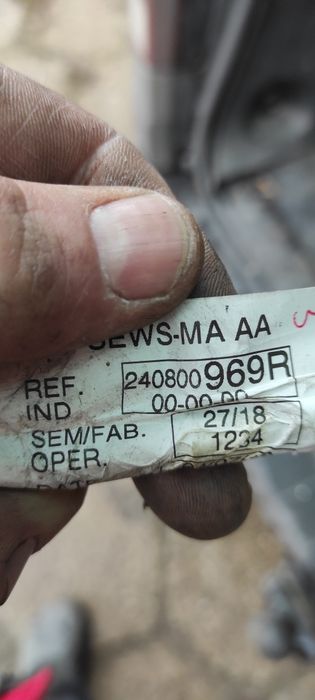 SEWS-MA AA
REF. 240800969R
IND 00-00 00
SEM/FAB. 27/18
OPER. 1234